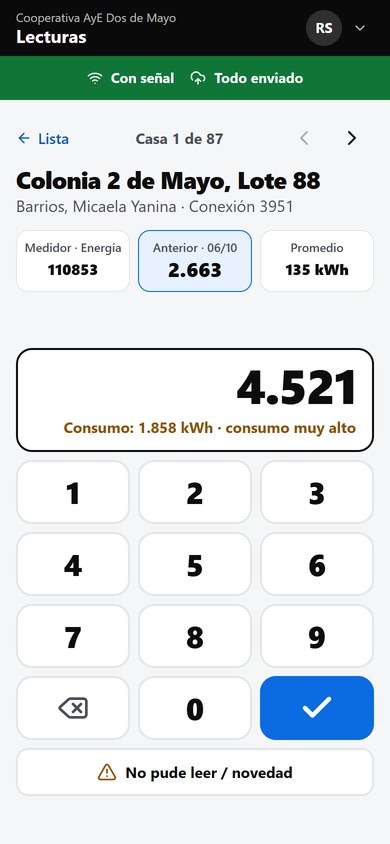 Cooperativa AyE Dos de Mayo
Lecturas
RS
Con señal Todo enviado
Lista
Casa 1 de 87
Colonia 2 de Mayo, Lote 88
Barrios, Micaela Yanina · Conexión 3951
Medidor · Energía
110853
Anterior · 06/10
2.663
Promedio
135 kWh
4.521
Consumo: 1.858 kWh · consumo muy alto
1 2 3
4 5 6
7 8 9
0
No pude leer / novedad